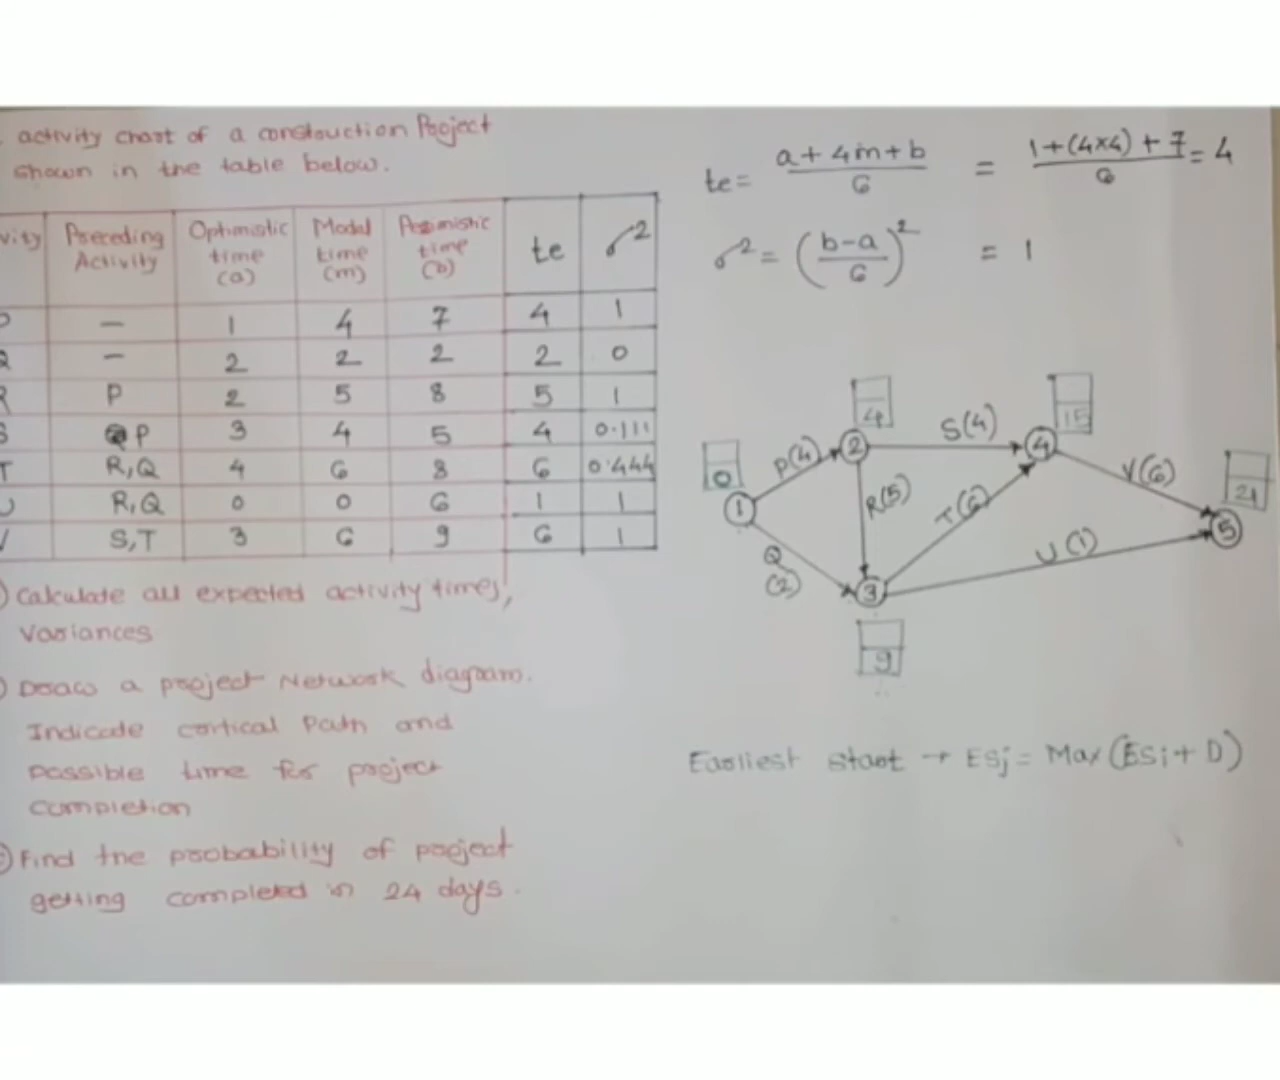 activity chart of a construction Project
shown in the table below.
vity Preceding Activity Optimistic time (a) Modal time (m) Pessimistic time (b) te σ2
P — 1 4 7 4 1
Q — 2 2 2 2 0
R P 2 5 8 5 1
S P 3 4 5 4 0.111
T R,Q 4 6 8 6 0.444
U R,Q 0 0 6 1 1
V S,T 3 6 9 6 1
Calculate all expected activity times,
Variances
Draw a project Network diagram.
Indicate cortical Path and
possible time for project
completion
Find the probability of project
getting completed in 24 days.
te = a+4m+b / 6 = 1+(4×4)+7 / 6 = 4
σ2 = (b-a / 6)2 = 1
4
15
0
21
9
1
2
3
4
5
P(4)
S(4)
R(5)
T(6)
V(6)
Q
(2)
U(1)
Earliest start → ESj = Max (ESi + D)